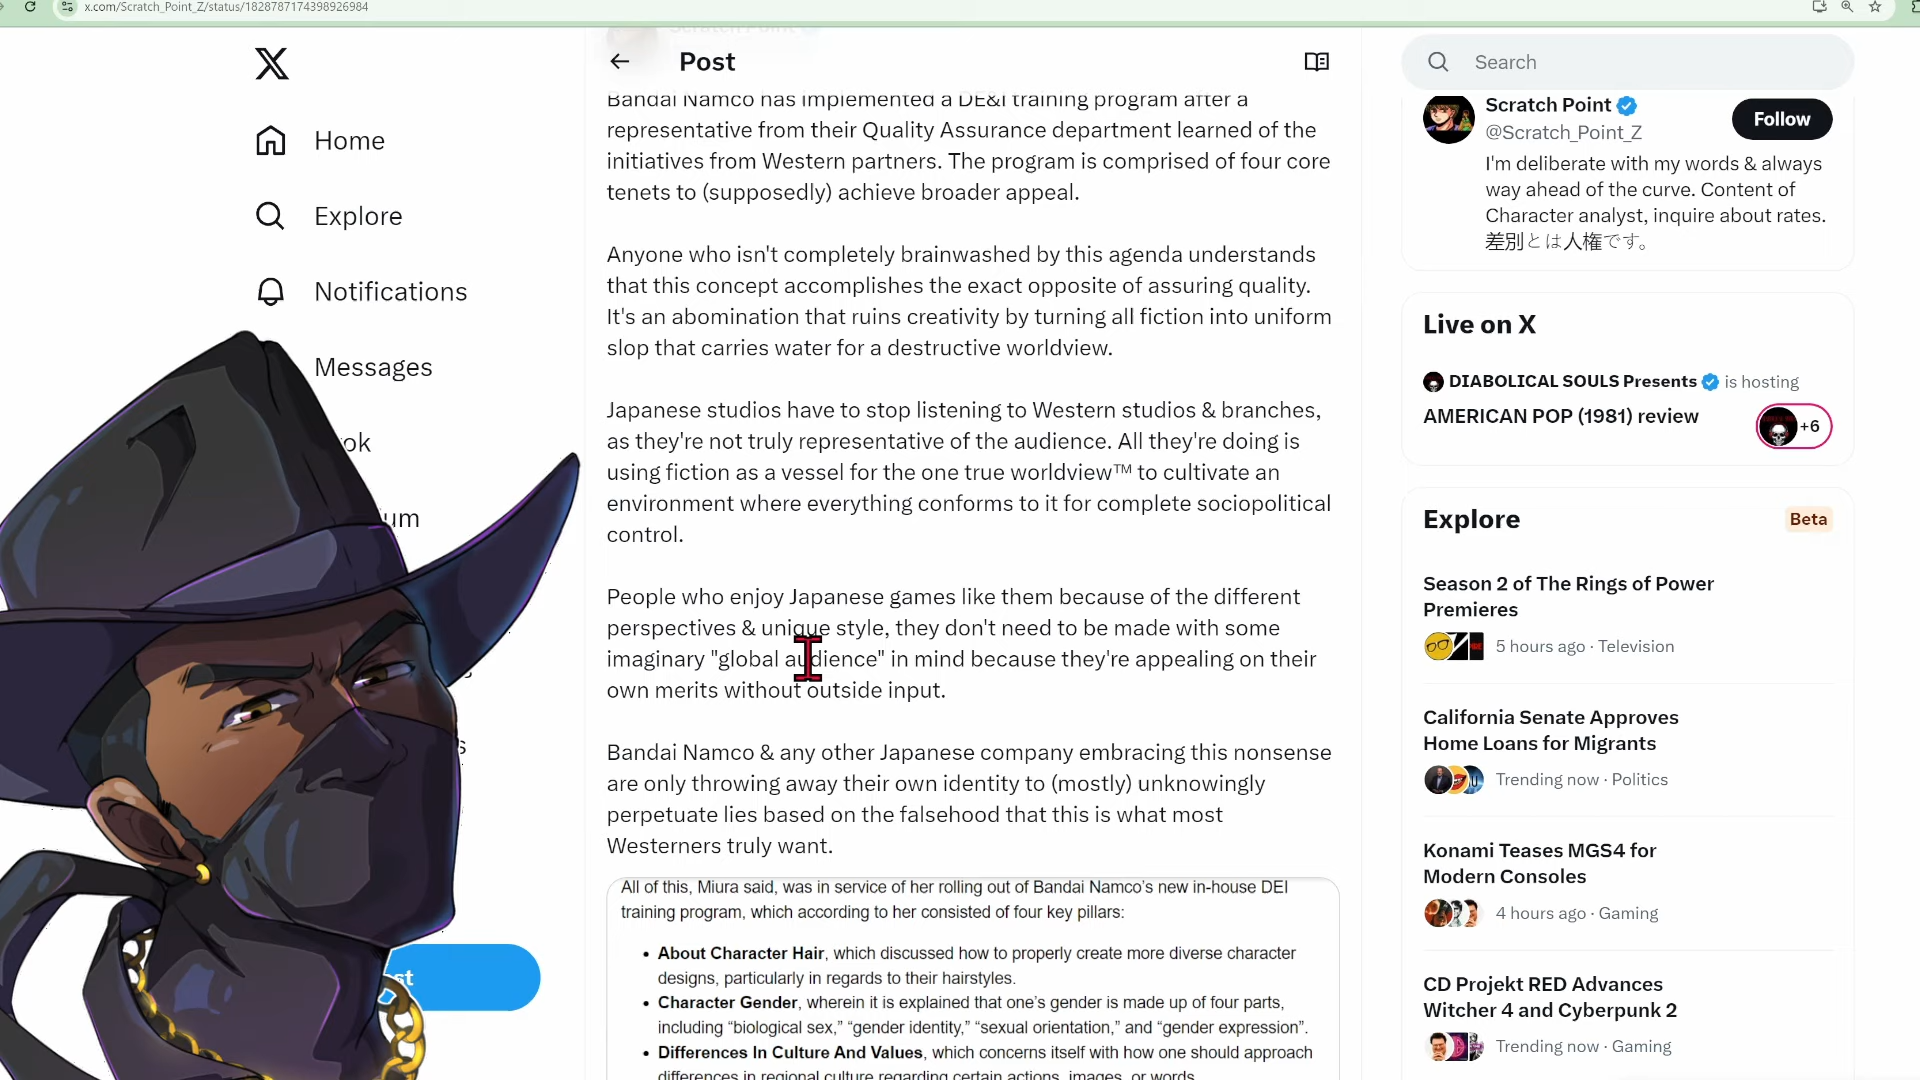 x.com/Scratch_Point_Z/status/1828787174398926984
Home
Explore
Notifications
Messages
Post
Bandai Namco has implemented a DE&I training program after a
representative from their Quality Assurance department learned of the
initiatives from Western partners. The program is comprised of four core
tenets to (supposedly) achieve broader appeal.
Anyone who isn't completely brainwashed by this agenda understands
that this concept accomplishes the exact opposite of assuring quality.
It's an abomination that ruins creativity by turning all fiction into uniform
slop that carries water for a destructive worldview.
Japanese studios have to stop listening to Western studios & branches,
as they're not truly representative of the audience. All they're doing is
using fiction as a vessel for the one true worldview™ to cultivate an
environment where everything conforms to it for complete sociopolitical
control.
People who enjoy Japanese games like them because of the different
perspectives & unique style, they don't need to be made with some
imaginary "global audience" in mind because they're appealing on their
own merits without outside input.
Bandai Namco & any other Japanese company embracing this nonsense
are only throwing away their own identity to (mostly) unknowingly
perpetuate lies based on the falsehood that this is what most
Westerners truly want.
All of this, Miura said, was in service of her rolling out of Bandai Namco's new in-house DEI
training program, which according to her consisted of four key pillars:
• About Character Hair, which discussed how to properly create more diverse character
designs, particularly in regards to their hairstyles.
• Character Gender, wherein it is explained that one's gender is made up of four parts,
including “biological sex,” “gender identity,” “sexual orientation,” and “gender expression”.
• Differences In Culture And Values, which concerns itself with how one should approach
differences in regional culture regarding certain actions, images, or words.
Search
Scratch Point
@Scratch_Point_Z
Follow
I'm deliberate with my words & always
way ahead of the curve. Content of
Character analyst, inquire about rates.
差別とは人権です。
Live on X
DIABOLICAL SOULS Presents is hosting
AMERICAN POP (1981) review
+6
Explore
Beta
Season 2 of The Rings of Power
Premieres
5 hours ago · Television
California Senate Approves
Home Loans for Migrants
Trending now · Politics
Konami Teases MGS4 for
Modern Consoles
4 hours ago · Gaming
CD Projekt RED Advances
Witcher 4 and Cyberpunk 2
Trending now · Gaming